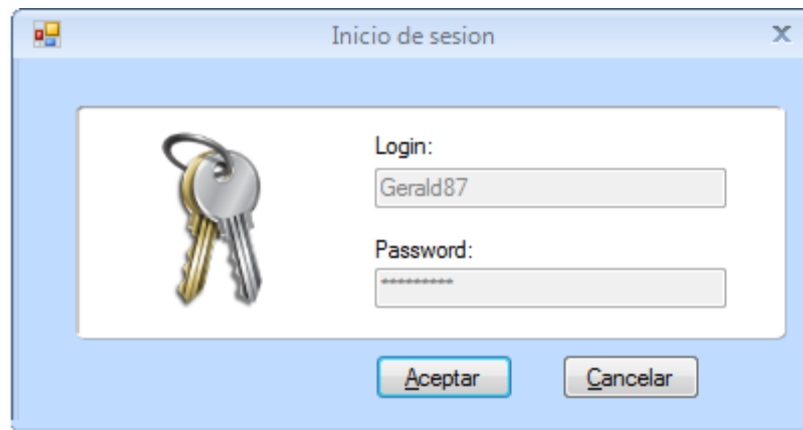 Inicio de sesion
Login:
Gerald87
Password:
*********
Aceptar
Cancelar